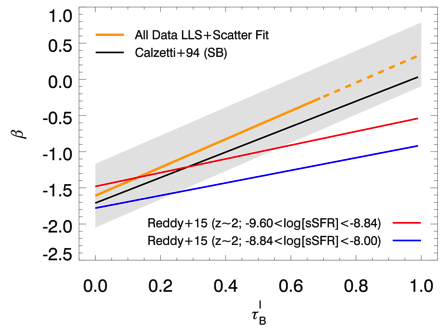 1.0
0.5
0.0
-0.5
-1.0
-1.5
-2.0
-2.5
β
All Data LLS+Scatter Fit
Calzetti+94 (SB)
Reddy+15 (z~2; -9.60<log[sSFR]<-8.84)
Reddy+15 (z~2; -8.84<log[sSFR]<-8.00)
0.0 0.2 0.4 0.6 0.8 1.0
τ_B^l